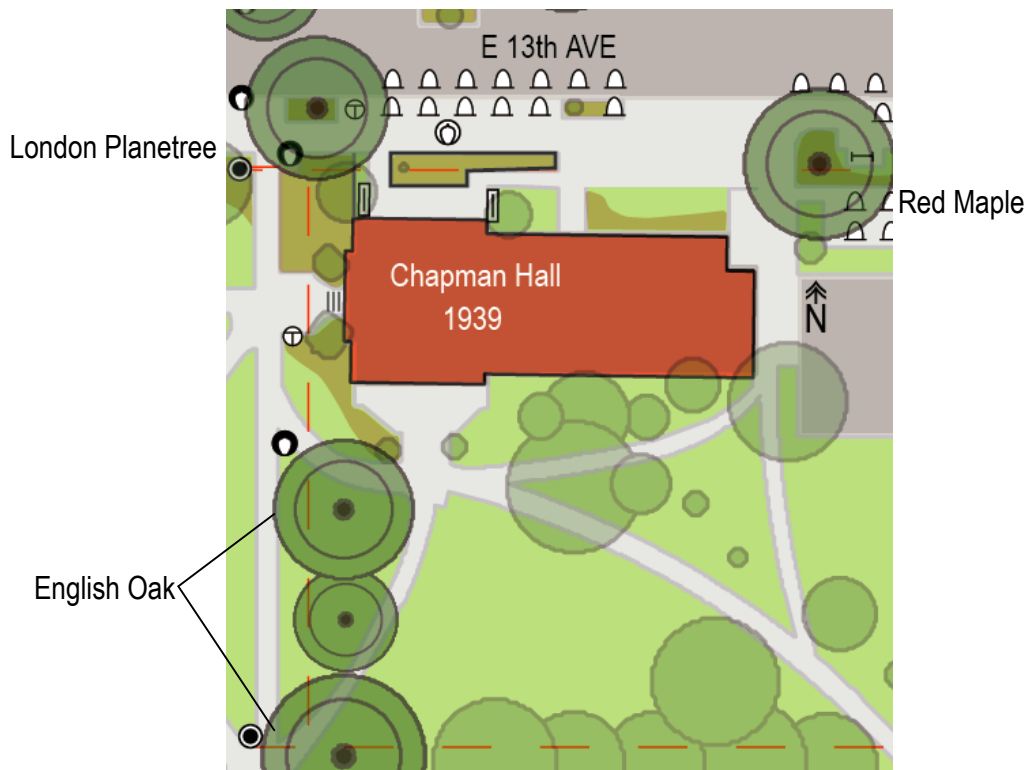 E 13th AVE
London Planetree
Red Maple
Chapman Hall
1939
N
English Oak